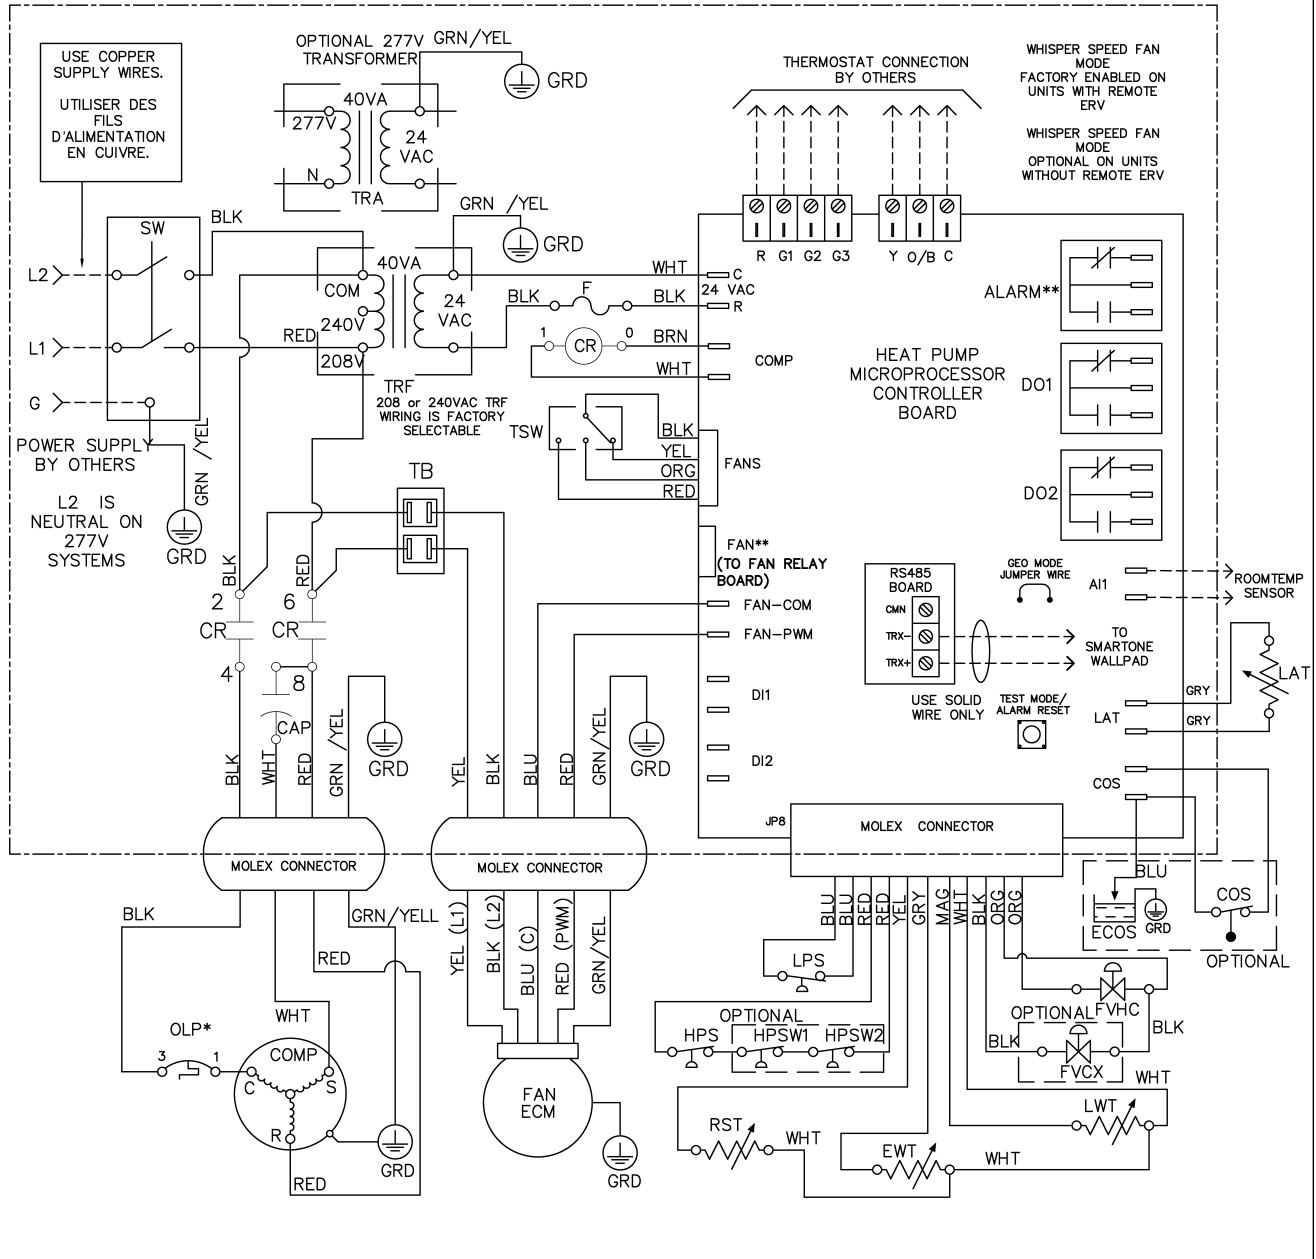 USE COPPER
SUPPLY WIRES.
UTILISER DES
FILS
D'ALIMENTATION
EN CUIVRE.
OPTIONAL 277V
TRANSFORMER
GRN/YEL
GRD
40VA
277V
24
VAC
N
TRA
THERMOSTAT CONNECTION
BY OTHERS
WHISPER SPEED FAN
MODE
FACTORY ENABLED ON
UNITS WITH REMOTE
ERV
WHISPER SPEED FAN
MODE
OPTIONAL ON UNITS
WITHOUT REMOTE ERV
SW
BLK
GRN /YEL
GRD
R G1 G2 G3
Y O/B C
L2
L1
G
40VA
COM
240V
208V
RED
24
VAC
TRF
208 or 240VAC TRF
WIRING IS FACTORY
SELECTABLE
WHT
C
24 VAC
R
BLK
F
BLK
1
CR
0
BRN
WHT
COMP
HEAT PUMP
MICROPROCESSOR
CONTROLLER
BOARD
ALARM**
DO1
DO2
POWER SUPPLY
BY OTHERS
L2 IS
NEUTRAL ON
277V
SYSTEMS
GRN /YEL
GRD
TB
TSW
BLK
YEL
ORG
RED
FANS
FAN**
(TO FAN RELAY
BOARD)
FAN-COM
FAN-PWM
DI1
DI2
RS485
BOARD
CMN
TRX-
TRX+
GEO MODE
JUMPER WIRE
AI1
ROOMTEMP
SENSOR
TO
SMARTONE
WALLPAD
USE SOLID
WIRE ONLY
TEST MODE/
ALARM RESET
LAT
GRY
GRY
LAT
COS
BLK
RED
2
6
CR
CR
4
8
CAP
BLK
WHT
RED
GRN /YEL
GRD
YEL
BLK
BLU
RED
GRN/YEL
GRD
JP8
MOLEX CONNECTOR
MOLEX CONNECTOR
MOLEX CONNECTOR
BLU
COS
ECOS
GRD
OPTIONAL
BLK
GRN/YELL
RED
WHT
OLP*
3
1
COMP
C
S
R
RED
GRD
YEL (L1)
BLK (L2)
BLU (C)
RED (PWM)
GRN/YEL
FAN
ECM
GRD
BLU
BLU
RED
RED
YEL
GRY
MAG
WHT
BLK
ORG
ORG
LPS
OPTIONAL
HPS
HPSW1
HPSW2
OPTIONAL
FVHC
BLK
BLK
FVCX
WHT
LWT
RST
WHT
EWT
WHT